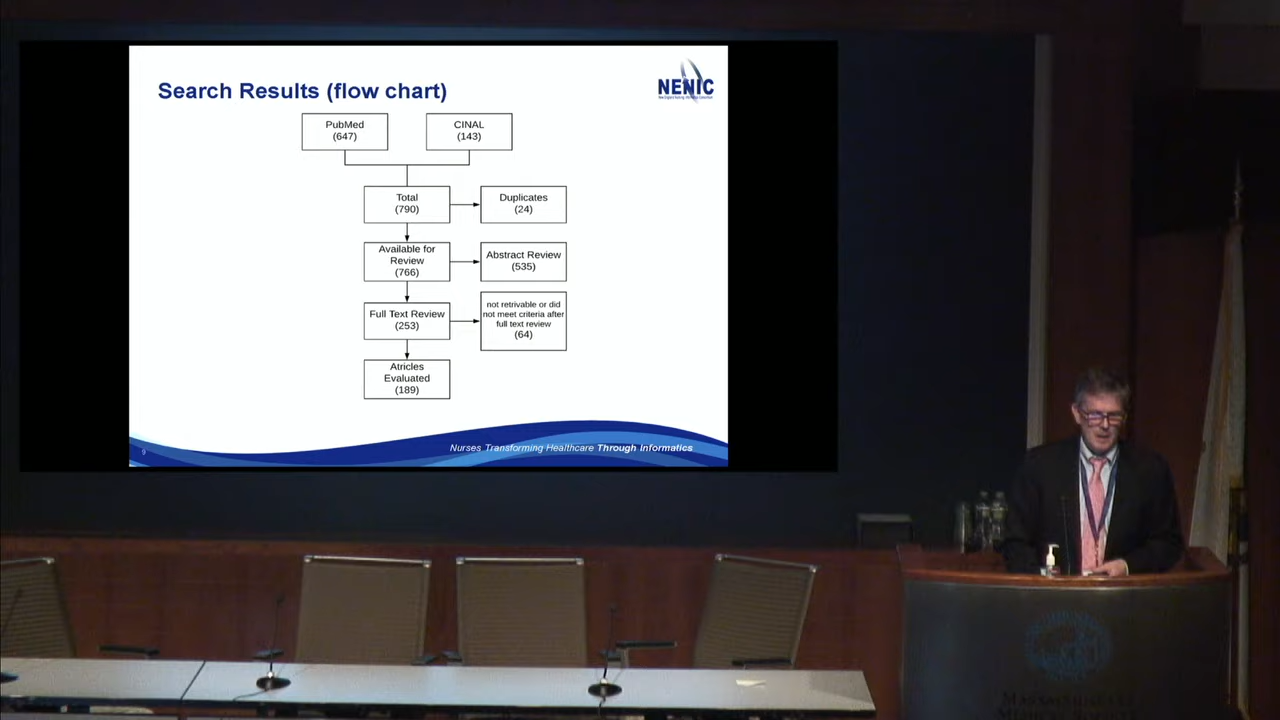 Search Results (flow chart)
NENIC
PubMed
(647)
CINAL
(143)
Total
(790)
Duplicates
(24)
Available for
Review
(766)
Abstract Review
(535)
Full Text Review
(253)
not retrivable or did
not meet criteria after
full text review
(64)
Atricles
Evaluated
(189)
Nurses Transforming Healthcare Through Informatics
9
MASSACHUSETTS